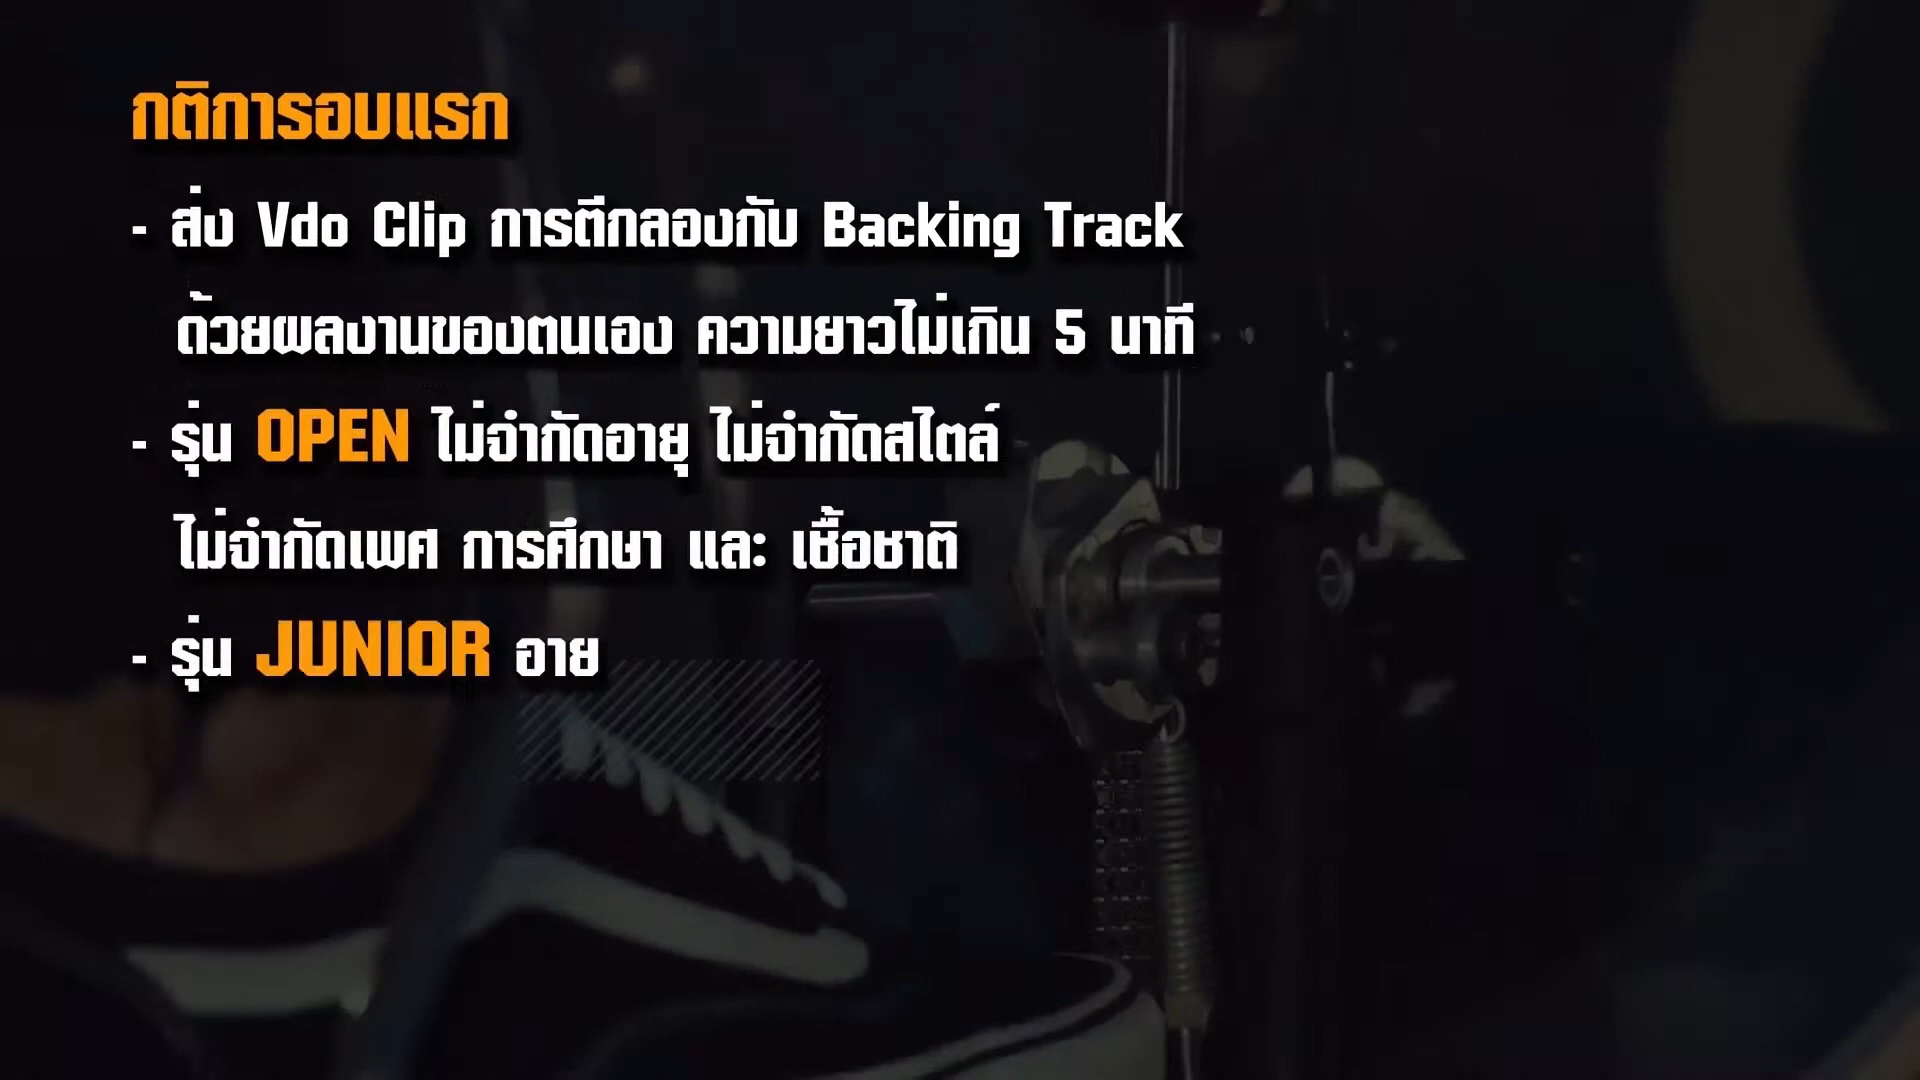 กติการอบแรก
- ส่ง Vdo Clip การตีกลองกับ Backing Track
ด้วยผลงานของตนเอง ความยาวไม่เกิน 5 นาที
- รุ่น OPEN ไม่จำกัดอายุ ไม่จำกัดสไตล์
ไม่จำกัดเพศ การศึกษา และ เชื้อชาติ
- รุ่น JUNIOR อาย